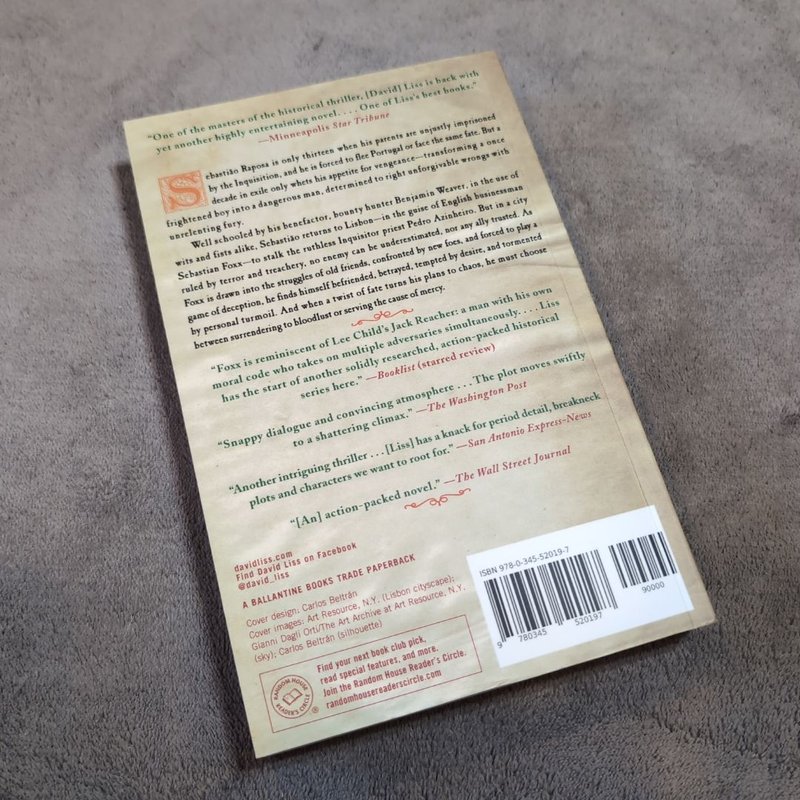 "One of the masters of the historical thriller, [David] Liss is back with
yet another highly entertaining novel. . . . One of Liss's best books."
—Minneapolis Star Tribune
Sebastião Raposa is only thirteen when his parents are unjustly imprisoned
by the Inquisition, and he is forced to flee Portugal or face the same fate. But a
decade in exile only whets his appetite for vengeance—transforming a once
frightened boy into a dangerous man, determined to right unforgivable wrongs with
unrelenting fury.
Well schooled by his benefactor, bounty hunter Benjamin Weaver, in the use of
wits and fists alike, Sebastião returns to Lisbon—in the guise of English businessman
Sebastian Foxx—to stalk the ruthless Inquisitor priest Pedro Azinheiro. But in a city
ruled by terror and treachery, no enemy can be underestimated, nor any ally trusted. As
Foxx is drawn into the struggles of old friends, confronted by new foes, and forced to play a
game of deception, he finds himself befriended, betrayed, tempted by desire, and tormented
by personal turmoil. And when a twist of fate turns his plans to chaos, he must choose
between surrendering to bloodlust or serving the cause of mercy.
"Foxx is reminiscent of Lee Child's Jack Reacher: a man with his own
moral code who takes on multiple adversaries simultaneously. . . . Liss
has the start of another solidly researched, action-packed historical
series here." —Booklist (starred review)
"Snappy dialogue and convincing atmosphere . . . The plot moves swiftly
to a shattering climax." —The Washington Post
"Another intriguing thriller . . . [Liss] has a knack for period detail, breakneck
plots and characters we want to root for." —San Antonio Express-News
"[An] action-packed novel." —The Wall Street Journal
davidliss.com
Find David Liss on Facebook
@david_liss
A BALLANTINE BOOKS TRADE PAPERBACK
Cover design: Carlos Beltrán
Cover images: Art Resource, N.Y. (Lisbon cityscape);
Gianni Dagli Orti/The Art Archive at Art Resource, N.Y.
(sky); Carlos Beltrán (silhouette)
RANDOM HOUSE
READER'S CIRCLE
®
Find your next book club pick,
read special features, and more.
Join the Random House Reader's Circle.
randomhousereaderscircle.com
ISBN 978-0-345-52019-7
90000
9 780345 520197